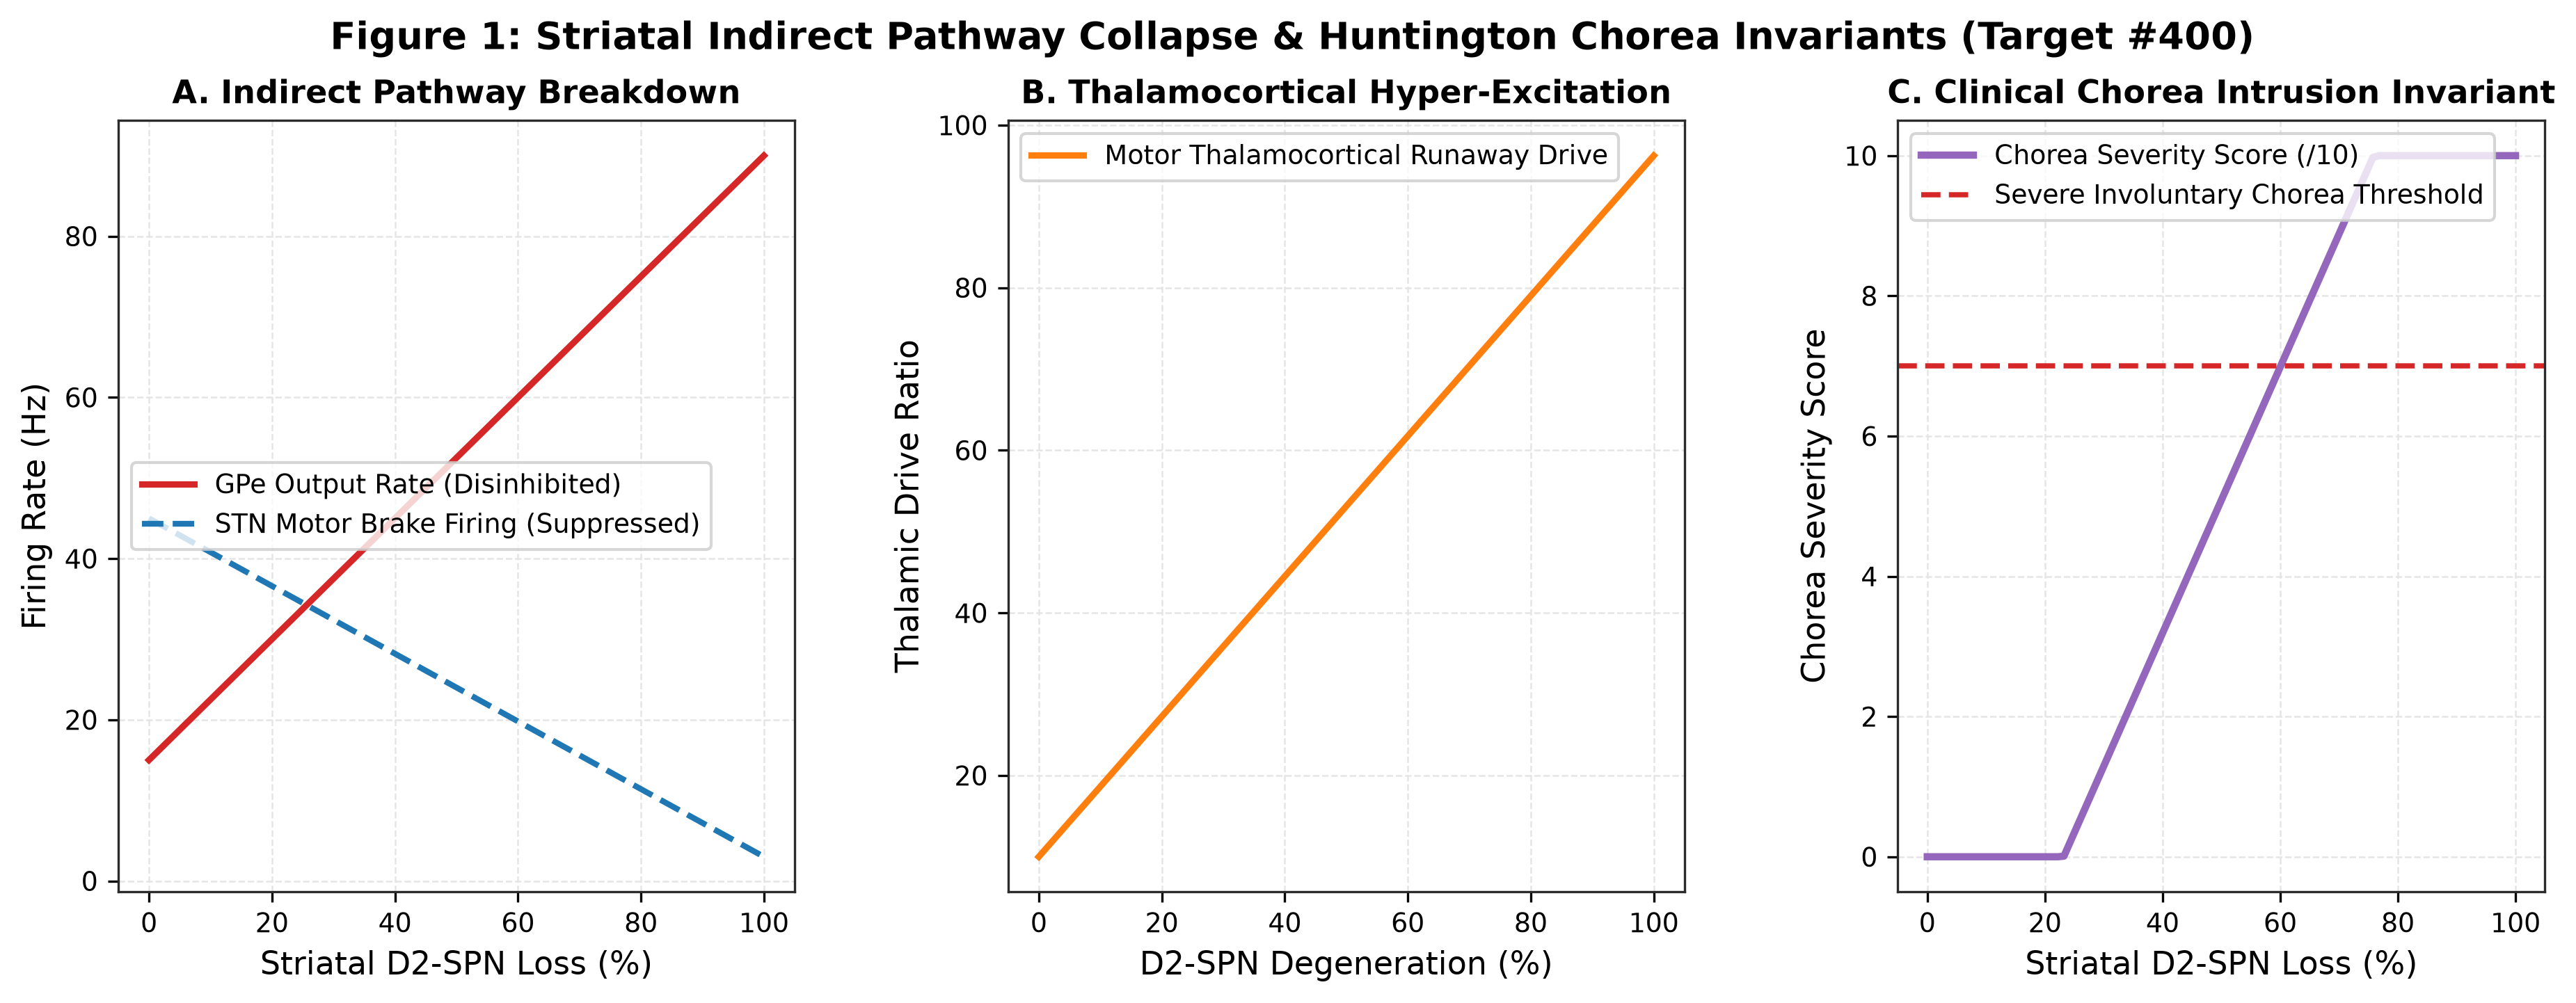 Figure 1: Striatal Indirect Pathway Collapse & Huntington Chorea Invariants (Target #400)
A. Indirect Pathway Breakdown
Firing Rate (Hz)
80
60
40
20
0
GPe Output Rate (Disinhibited)
STN Motor Brake Firing (Suppressed)
0 20 40 60 80 100
Striatal D2-SPN Loss (%)
B. Thalamocortical Hyper-Excitation
Thalamic Drive Ratio
100
80
60
40
20
Motor Thalamocortical Runaway Drive
0 20 40 60 80 100
D2-SPN Degeneration (%)
C. Clinical Chorea Intrusion Invariant
Chorea Severity Score
10
8
6
4
2
0
Chorea Severity Score (/10)
Severe Involuntary Chorea Threshold
0 20 40 60 80 100
Striatal D2-SPN Loss (%)